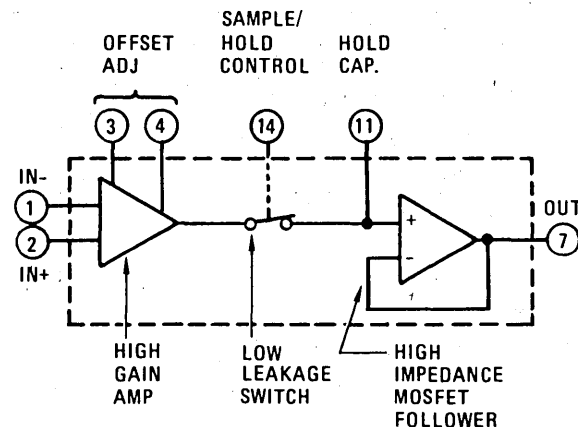 SAMPLE/
HOLD
CONTROL
OFFSET
ADJ
HOLD
CAP.
3
4
14
11
IN-
1
2
IN+
+
-
OUT
7
HIGH
GAIN
AMP
LOW
LEAKAGE
SWITCH
HIGH
IMPEDANCE
MOSFET
FOLLOWER